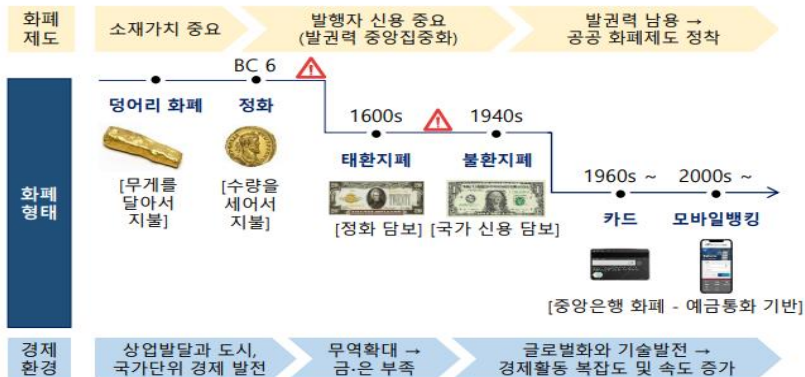 화폐
제도
소재가치 중요
발행자 신용 중요
(발권력 중앙집중화)
발권력 남용 →
공공 화폐제도 정착
화폐
형태
BC 6
덩어리 화폐
정화
[무게를
달아서
지불]
[수량을
세어서
지불]
1600s
1940s
태환지폐
불환지폐
[정화 담보]
[국가 신용 담보]
1960s ~
2000s ~
카드
모바일뱅킹
[중앙은행 화폐 - 예금통화 기반]
경제
환경
상업발달과 도시,
국가단위 경제 발전
무역확대 →
금·은 부족
글로벌화와 기술발전 →
경제활동 복잡도 및 속도 증가